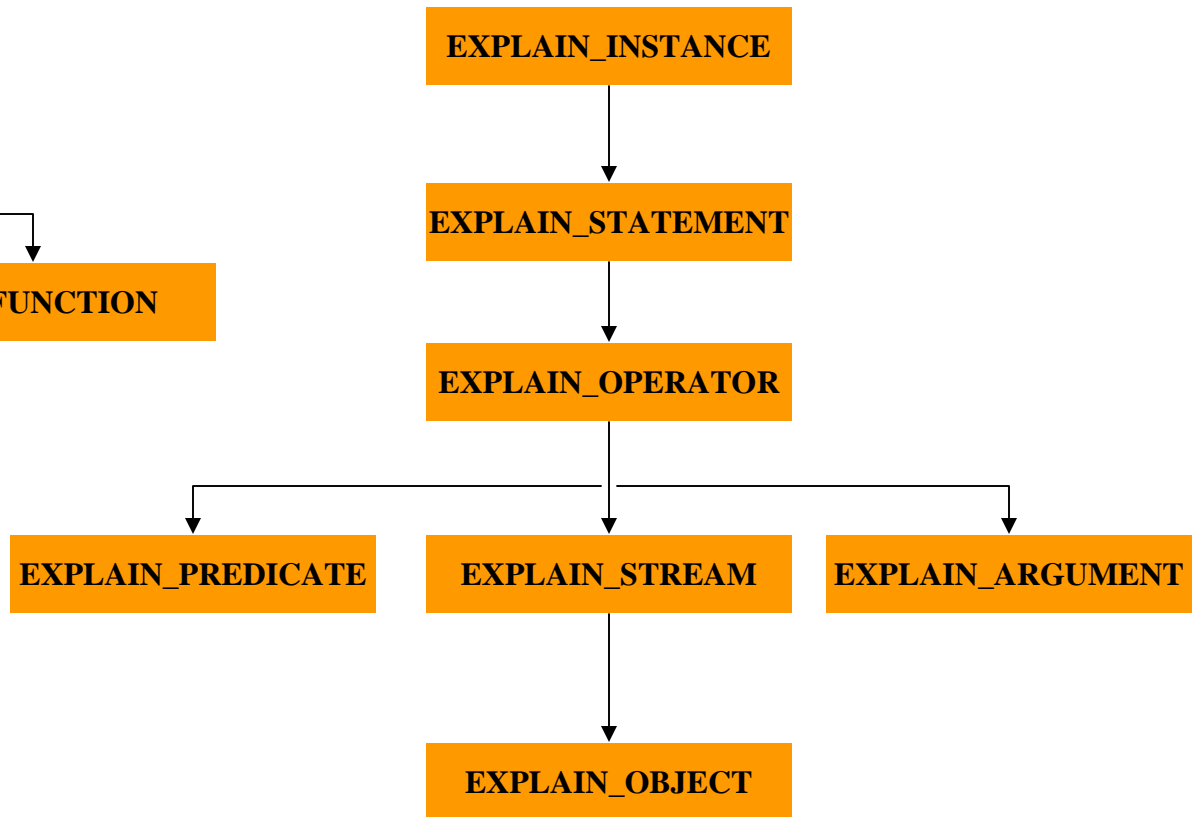 EXPLAIN_INSTANCE
EXPLAIN_STATEMENT
FUNCTION
EXPLAIN_OPERATOR
EXPLAIN_PREDICATE
EXPLAIN_STREAM
EXPLAIN_ARGUMENT
EXPLAIN_OBJECT